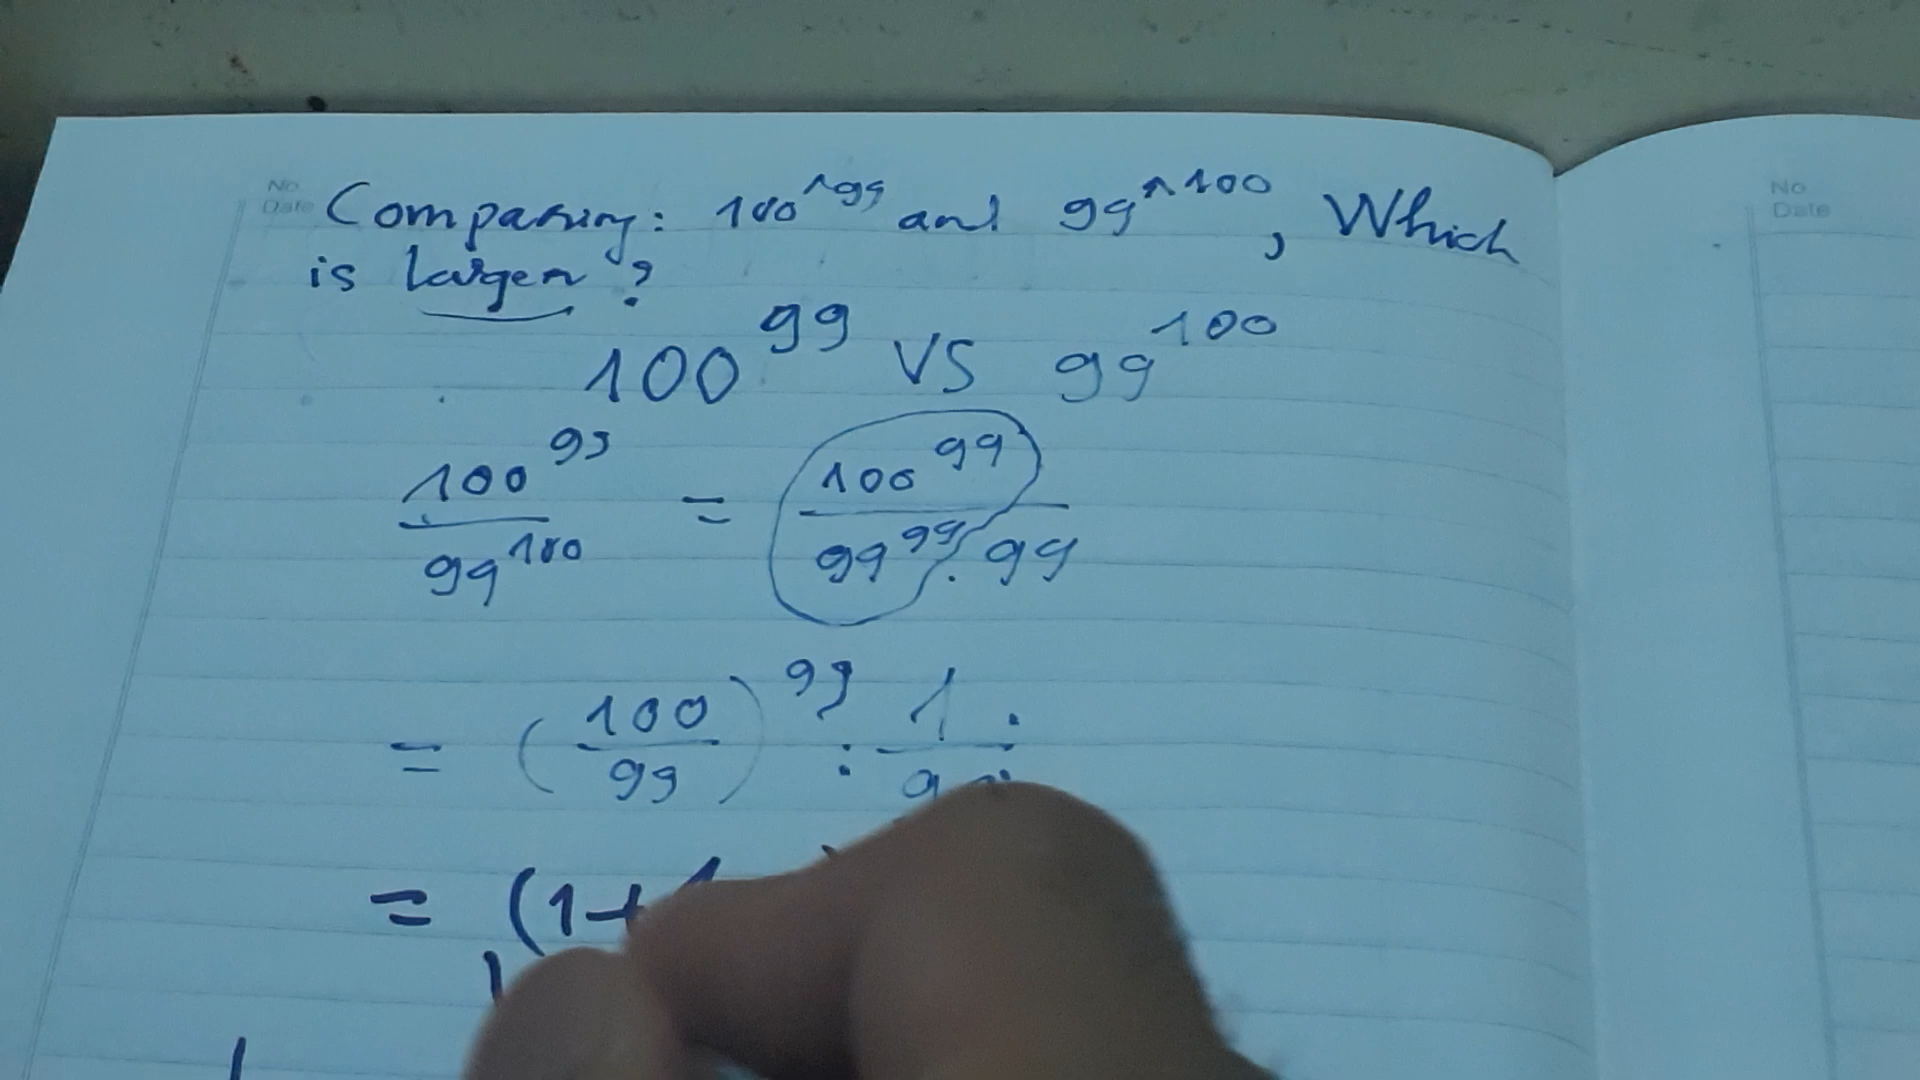 No
Date
Comparing: 100^99 and 99^100, Which
is larger?
100^99 VS 99^100
100^99 / 99^100 = 100^99 / 99^99 . 99
= (100/99)^99 : 1
= (1+1
No
Date